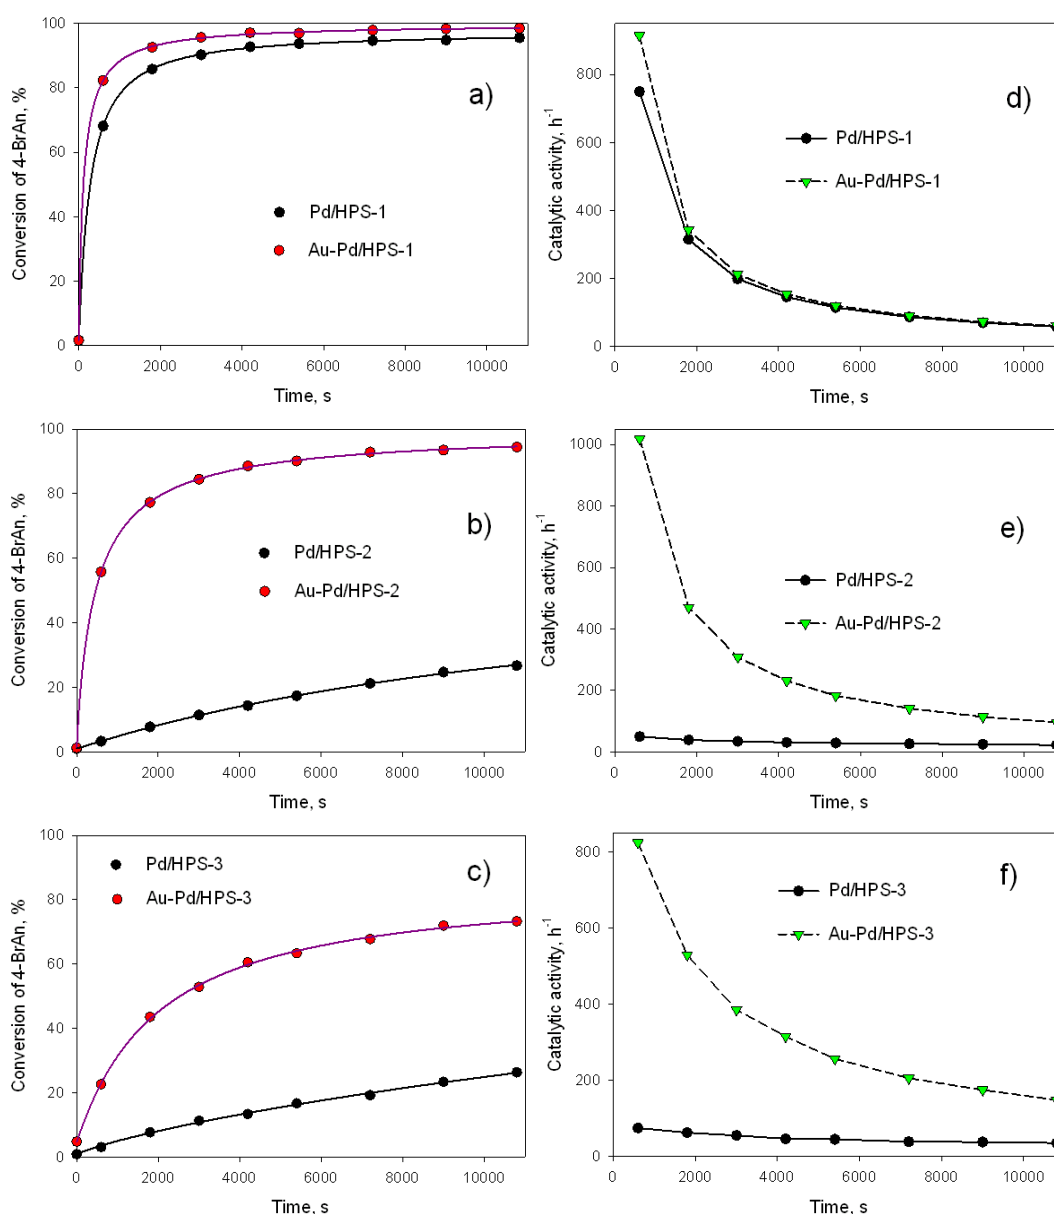 a)
Conversion of 4-BrAn, %
100
80
60
40
20
0
Pd/HPS-1
Au-Pd/HPS-1
0 2000 4000 6000 8000 10000
Time, s
d)
Catalytic activity, h-1
800
600
400
200
0
Pd/HPS-1
Au-Pd/HPS-1
0 2000 4000 6000 8000 10000
Time, s
b)
Conversion of 4-BrAn, %
100
80
60
40
20
0
Pd/HPS-2
Au-Pd/HPS-2
0 2000 4000 6000 8000 10000
Time, s
e)
Catalytic activity, h-1
1000
800
600
400
200
0
Pd/HPS-2
Au-Pd/HPS-2
0 2000 4000 6000 8000 10000
Time, s
c)
Conversion of 4-BrAn, %
100
80
60
40
20
0
Pd/HPS-3
Au-Pd/HPS-3
0 2000 4000 6000 8000 10000
Time, s
f)
Catalytic activity, h-1
800
600
400
200
0
Pd/HPS-3
Au-Pd/HPS-3
0 2000 4000 6000 8000 10000
Time, s